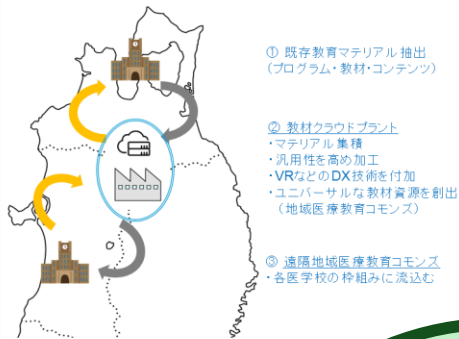 ① 既存教育マテリアル抽出
(プログラム・教材・コンテンツ)
② 教材クラウドプラント
・マテリアル集積
・汎用性を高め加工
・VRなどのDX技術を付加
・ユニバーサルな教材資源を創出
(地域医療教育コモンズ)
③ 遠隔地域医療教育コモンズ
・各医学校の枠組みに流込む